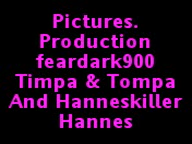 Pictures.
Production
feardark900
Timpa & Tompa
And Hanneskiller
Hannes